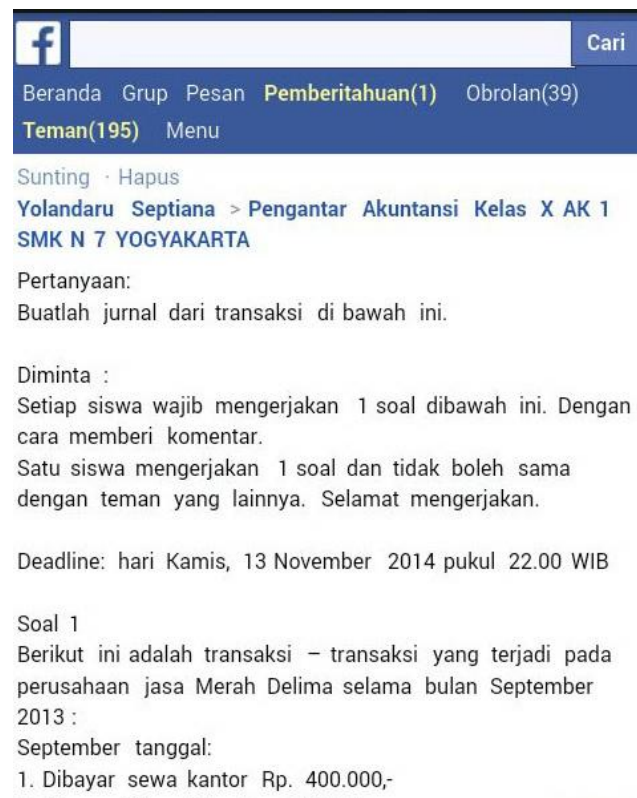 f
Cari
Beranda Grup Pesan Pemberitahuan(1) Obrolan(39)
Teman(195) Menu
Sunting · Hapus
Yolandaru Septiana > Pengantar Akuntansi Kelas X AK 1
SMK N 7 YOGYAKARTA
Pertanyaan:
Buatlah jurnal dari transaksi di bawah ini.
Diminta :
Setiap siswa wajib mengerjakan 1 soal dibawah ini. Dengan
cara memberi komentar.
Satu siswa mengerjakan 1 soal dan tidak boleh sama
dengan teman yang lainnya. Selamat mengerjakan.
Deadline: hari Kamis, 13 November 2014 pukul 22.00 WIB
Soal 1
Berikut ini adalah transaksi – transaksi yang terjadi pada
perusahaan jasa Merah Delima selama bulan September
2013 :
September tanggal:
1. Dibayar sewa kantor Rp. 400.000,-